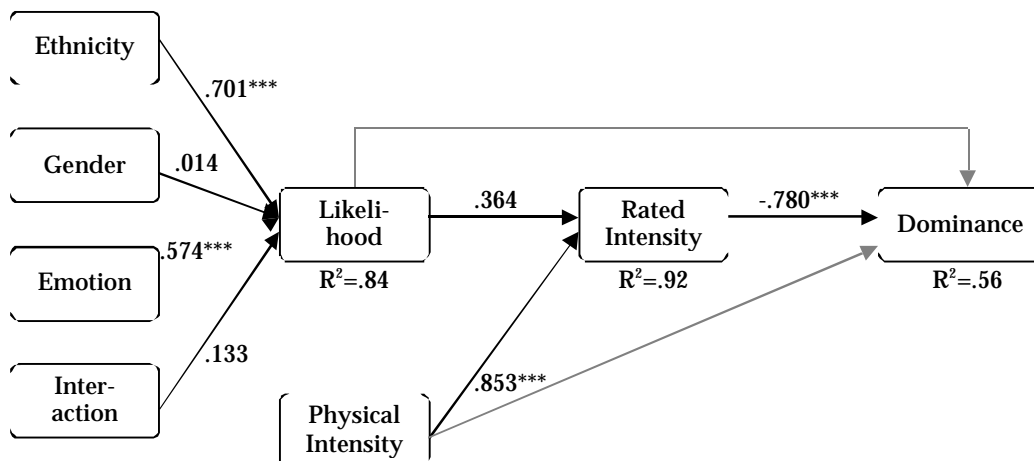 Ethnicity
.701***
Gender
.014
Likeli-
hood
R²=.84
.364
Rated
Intensity
R²=.92
-.780***
Dominance
R²=.56
Emotion
.574***
Inter-
action
.133
Physical
Intensity
.853***